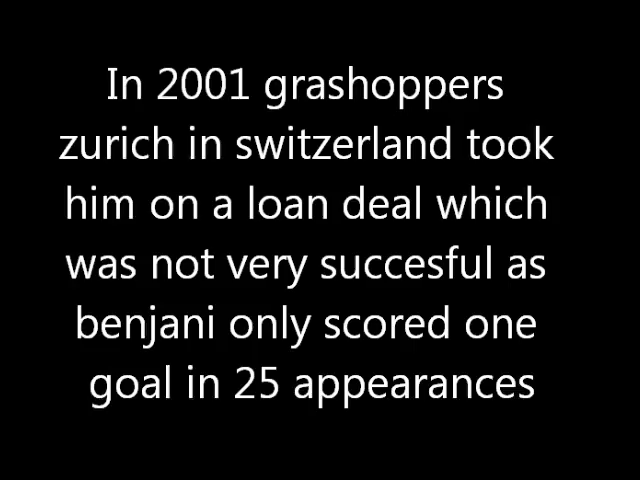 In 2001 grashoppers
zurich in switzerland took
him on a loan deal which
was not very succesful as
benjani only scored one
goal in 25 appearances